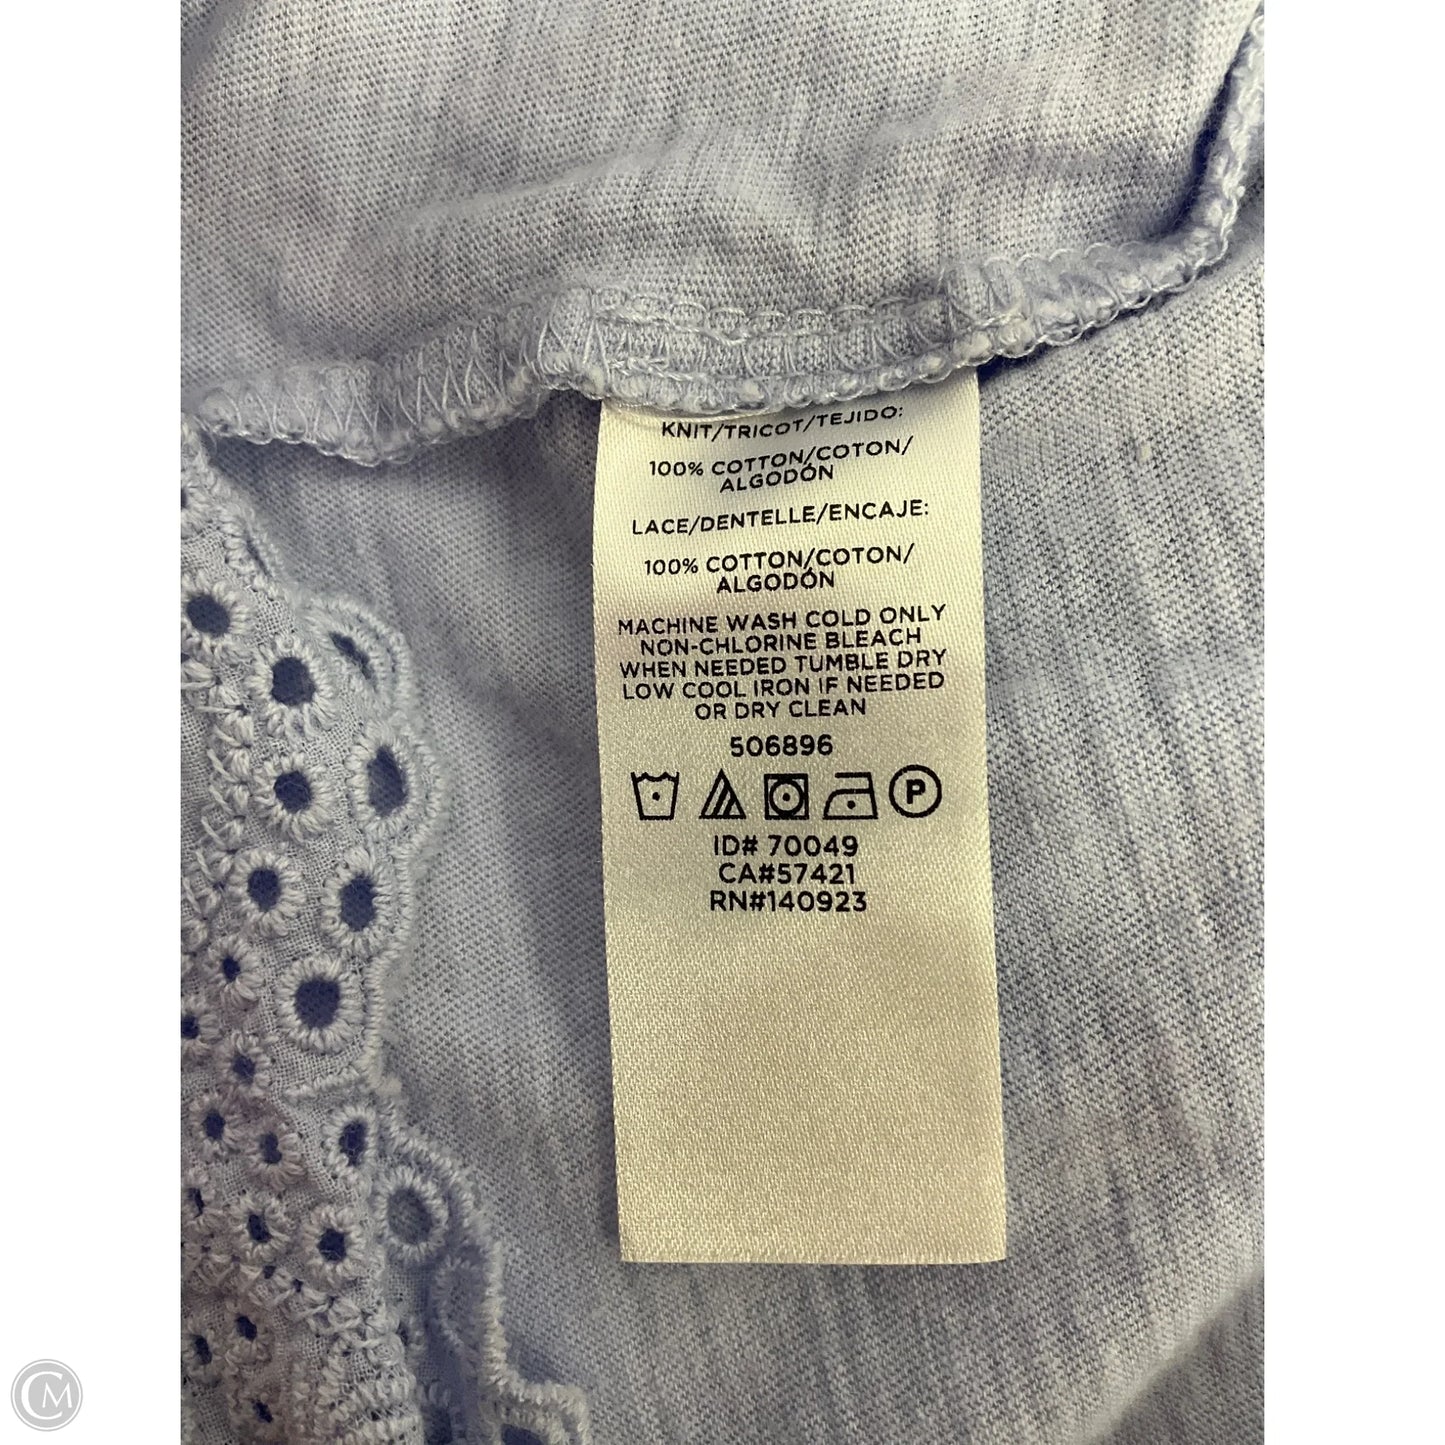 KNIT/TRICOT/TEJIDO:
100% COTTON/COTON/
ALGODÓN
LACE/DENTELLE/ENCAJE:
100% COTTON/COTON/
ALGODÓN
MACHINE WASH COLD ONLY
NON-CHLORINE BLEACH
WHEN NEEDED TUMBLE DRY
LOW COOL IRON IF NEEDED
OR DRY CLEAN
506896
P
ID# 70049
CA#57421
RN#140923
CM